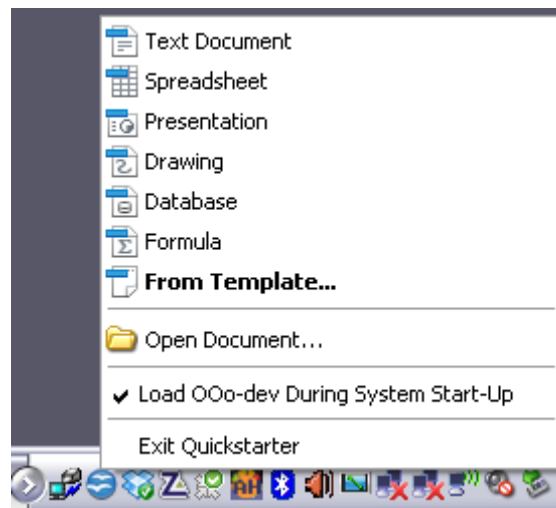 Text Document
Spreadsheet
Presentation
Drawing
Database
Formula
From Template...
Open Document...
Load OOo-dev During System Start-Up
Exit Quickstarter
AH